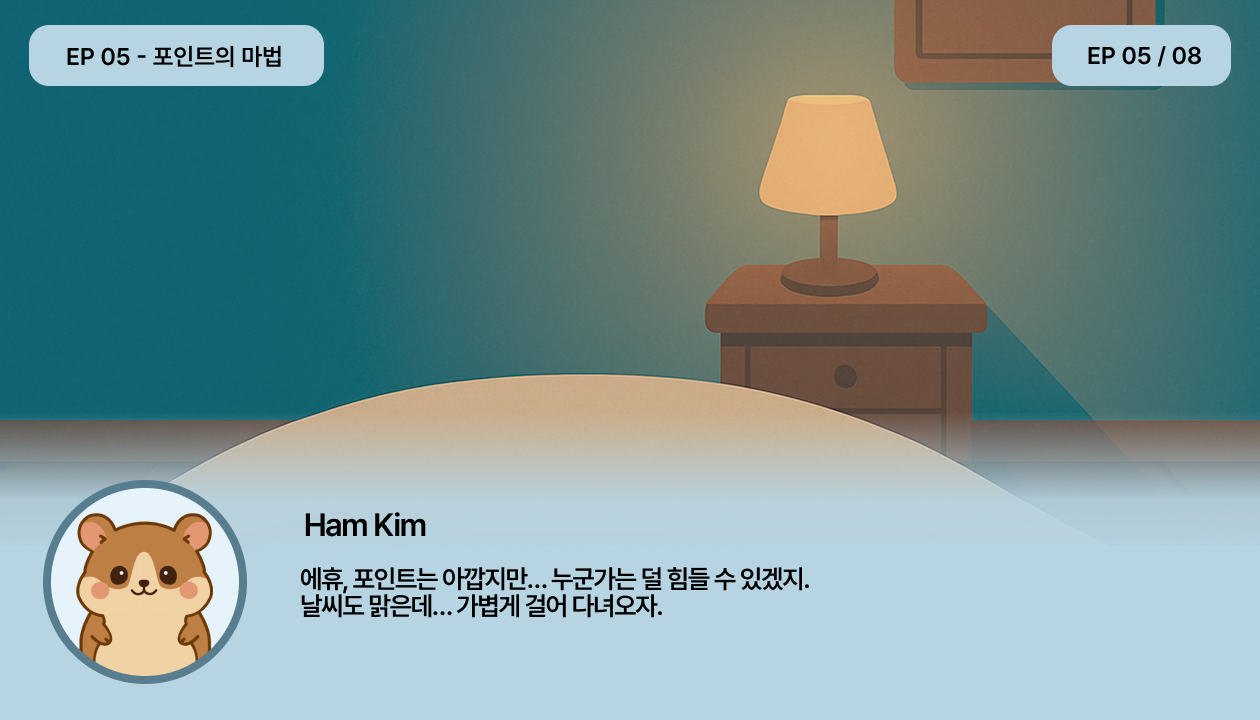 EP 05 - 포인트의 마법
EP 05 / 08
Ham Kim
에휴, 포인트는 아깝지만... 누군가는 덜 힘들 수 있겠지.
날씨도 맑은데... 가볍게 걸어 다녀오자.